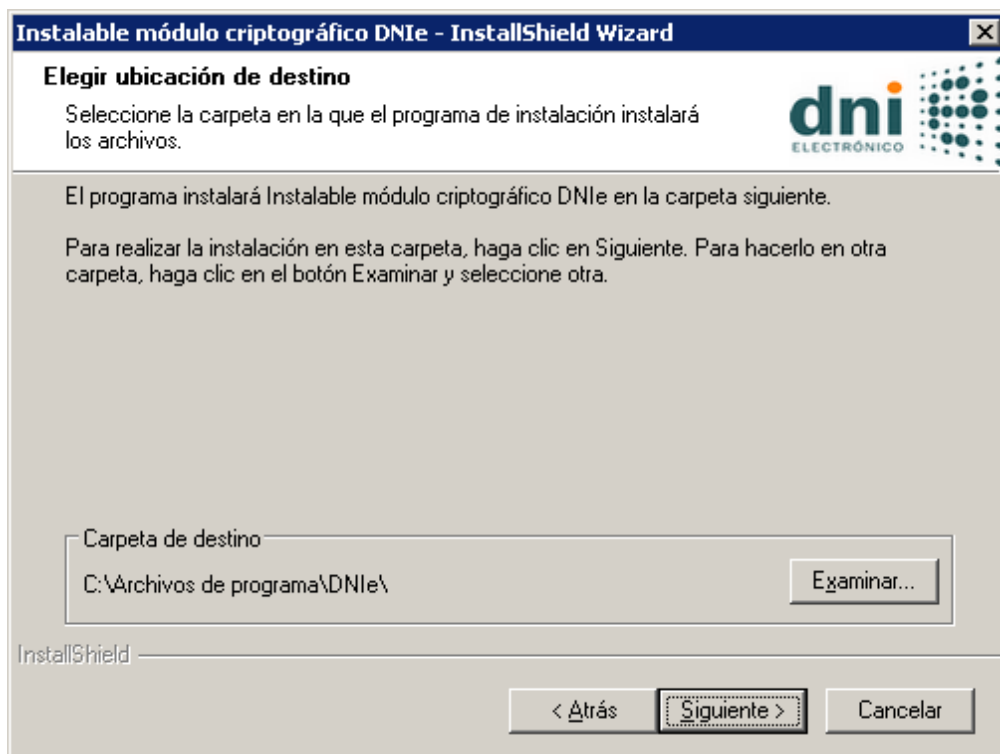 Instalable módulo criptográfico DNIe - InstallShield Wizard
Elegir ubicación de destino
Seleccione la carpeta en la que el programa de instalación instalará
los archivos.
dni
ELECTRÓNICO
El programa instalará Instalable módulo criptográfico DNIe en la carpeta siguiente.
Para realizar la instalación en esta carpeta, haga clic en Siguiente. Para hacerlo en otra
carpeta, haga clic en el botón Examinar y seleccione otra.
Carpeta de destino
C:\Archivos de programa\DNIe\
Examinar...
InstallShield
< Atrás
Siguiente >
Cancelar